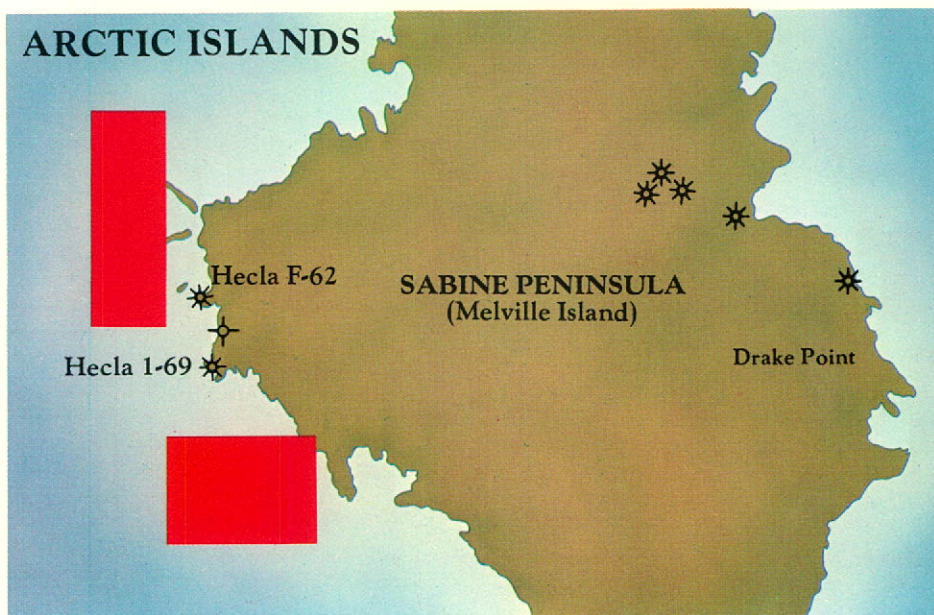 ARCTIC ISLANDS
Hecla F-62
SABINE PENINSULA
(Melville Island)
Hecla 1-69
Drake Point